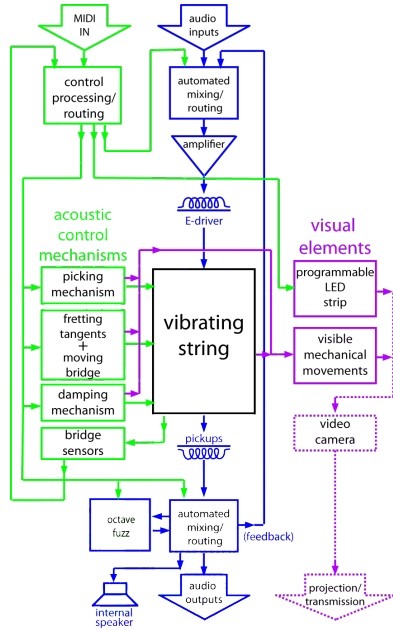 MIDI
IN
audio
inputs
control
processing/
routing
automated
mixing/
routing
amplifier
E-driver
acoustic
control
mechanisms
visual
elements
picking
mechanism
programmable
LED
strip
fretting
tangents
+
moving
bridge
vibrating
string
visible
mechanical
movements
damping
mechanism
bridge
sensors
pickups
video
camera
octave
fuzz
automated
mixing/
routing
(feedback)
internal
speaker
audio
outputs
projection/
transmission